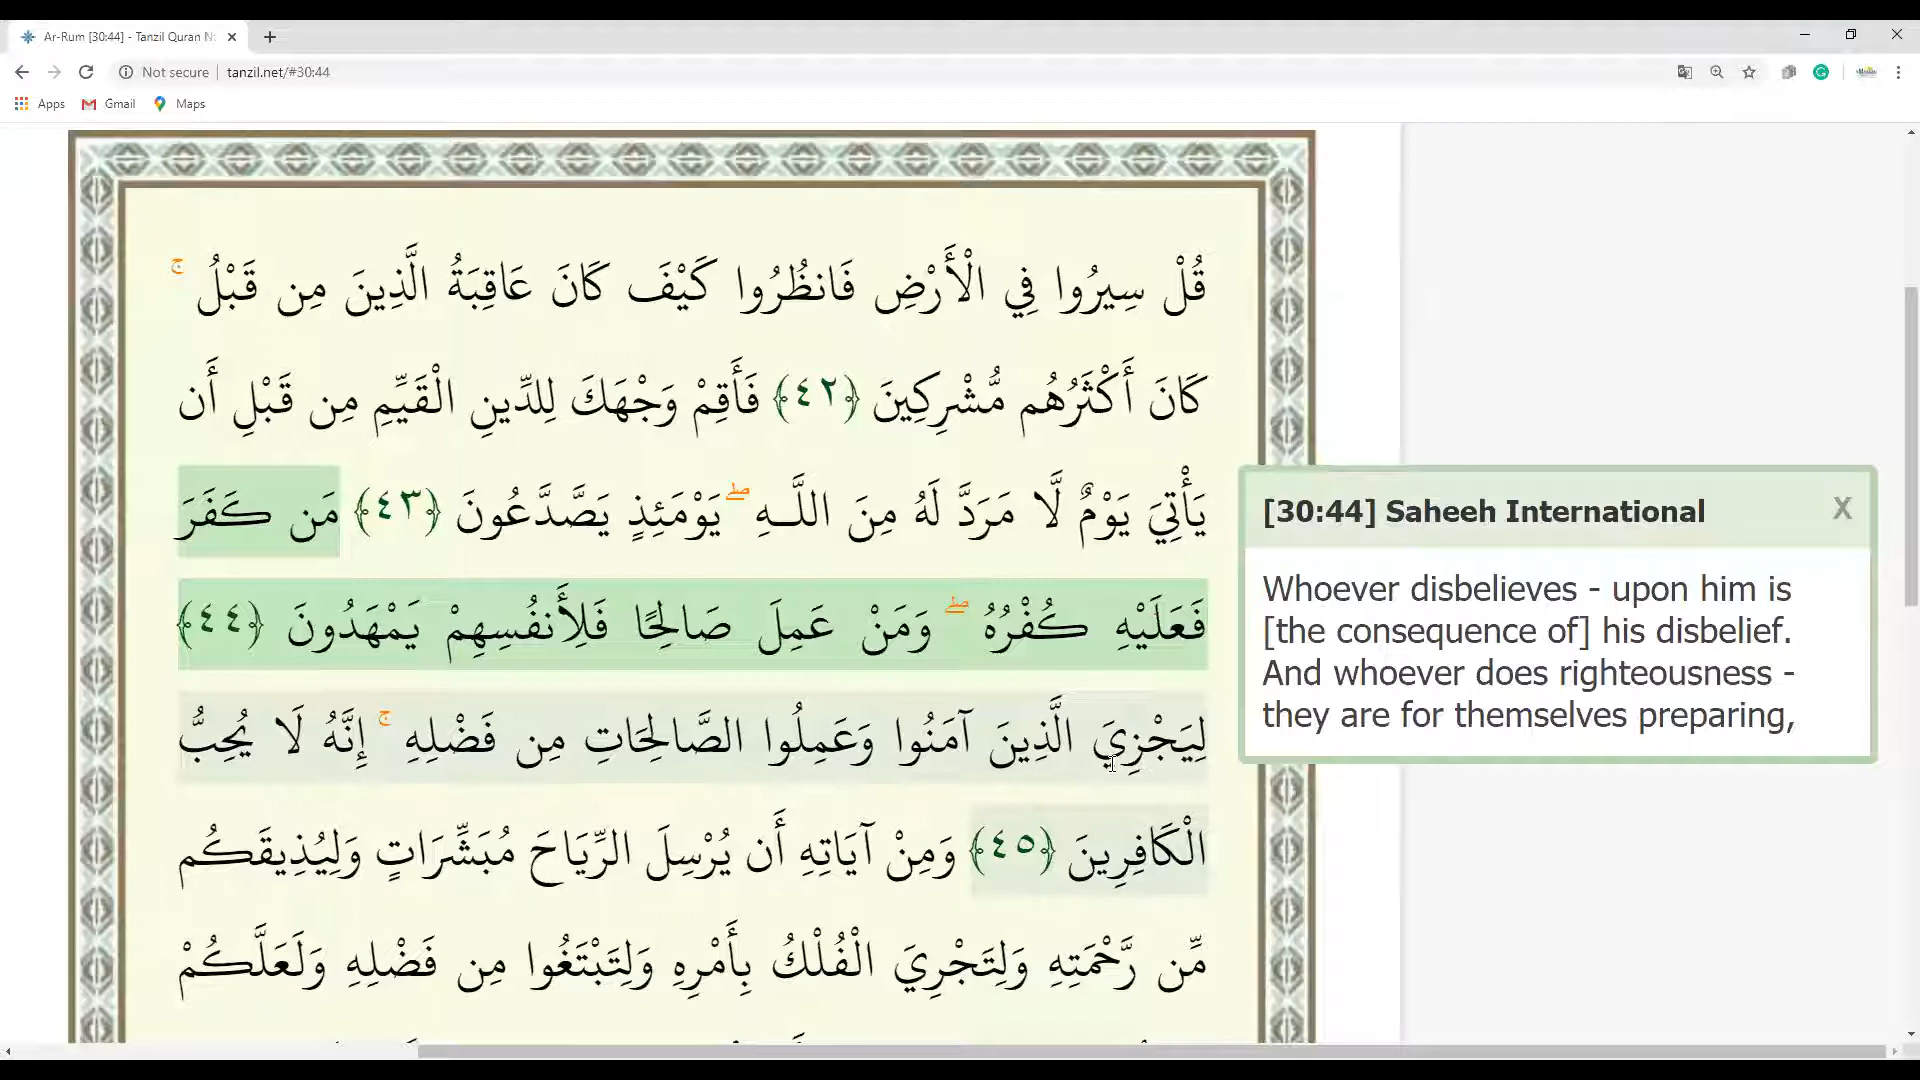 Ar-Rum [30:44] - Tanzil Quran N
Not secure
tanzil.net/#30:44
Apps
Gmail
Maps
قُلْ سِيرُوا فِي الْأَرْضِ فَانظُرُوا كَيْفَ كَانَ عَاقِبَةُ الَّذِينَ مِن قَبْلُ ۚ
كَانَ أَكْثَرُهُم مُّشْرِكِينَ ﴿٤٢﴾ فَأَقِمْ وَجْهَكَ لِلدِّينِ الْقَيِّمِ مِن قَبْلِ أَن
يَأْتِيَ يَوْمٌ لَّا مَرَدَّ لَهُ مِنَ اللَّـهِ ۖ يَوْمَئِذٍ يَصَّدَّعُونَ ﴿٤٣﴾ مَن كَفَرَ
فَعَلَيْهِ كُفْرُهُ ۖ وَمَنْ عَمِلَ صَالِحًا فَلِأَنفُسِهِمْ يَمْهَدُونَ ﴿٤٤﴾
لِيَجْزِيَ الَّذِينَ آمَنُوا وَعَمِلُوا الصَّالِحَاتِ مِن فَضْلِهِ ۚ إِنَّهُ لَا يُحِبُّ
الْكَافِرِينَ ﴿٤٥﴾ وَمِنْ آيَاتِهِ أَن يُرْسِلَ الرِّيَاحَ مُبَشِّرَاتٍ وَلِيُذِيقَكُم
مِّن رَّحْمَتِهِ وَلِتَجْرِيَ الْفُلْكُ بِأَمْرِهِ وَلِتَبْتَغُوا مِن فَضْلِهِ وَلَعَلَّكُمْ
[30:44] Saheeh International
X
Whoever disbelieves - upon him is
[the consequence of] his disbelief.
And whoever does righteousness -
they are for themselves preparing,